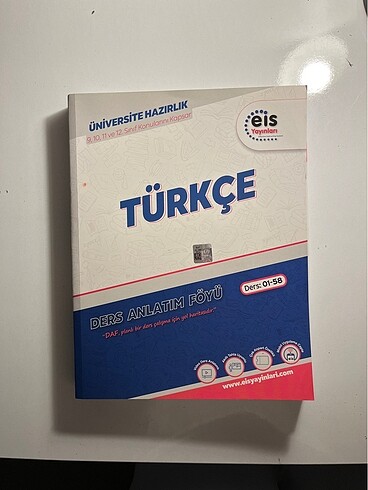 ÜNİVERSİTE HAZIRLIK
9, 10, 11 ve 12. Sınıf Konularını Kapsar
eis
Yayınları
TÜRKÇE
Ders: 01-58
DERS ANLATIM FÖYÜ
"DAF, planlı bir ders çalışma için yol haritasıdır."
www.eisyayinlari.com